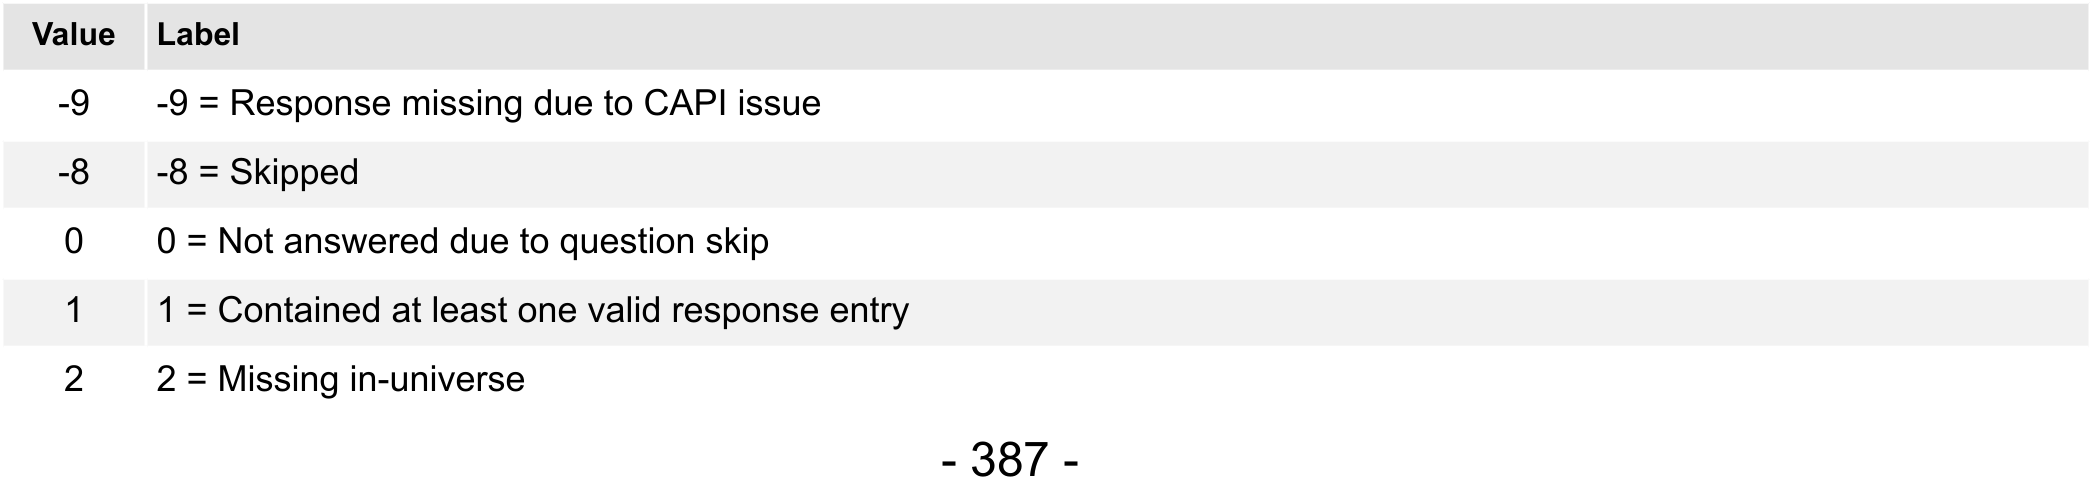 Value Label
-9 -9 = Response missing due to CAPI issue
-8 -8 = Skipped
0 0 = Not answered due to question skip
1 1 = Contained at least one valid response entry
2 2 = Missing in-universe
- 387 -